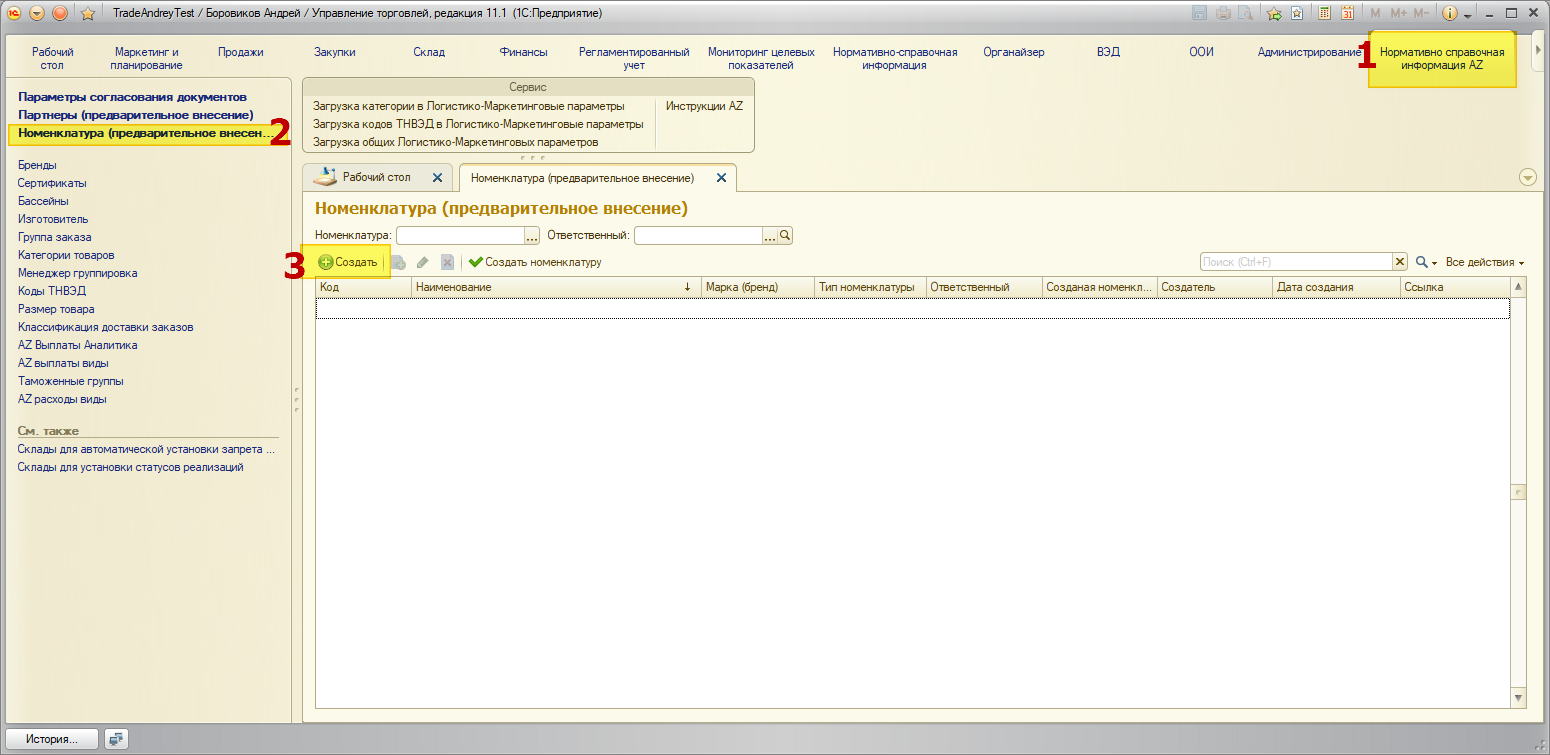 TradeAndreyTest / Боровиков Андрей / Управление торговлей, редакция 11.1 (1С:Предприятие)
M M+ M-
Рабочий стол
Маркетинг и планирование
Продажи
Закупки
Склад
Финансы
Регламентированный учет
Мониторинг целевых показателей
Нормативно-справочная информация
Органайзер
ВЭД
ООИ
Администрирование
1
Нормативно справочная информация AZ
Параметры согласования документов
Партнеры (предварительное внесение)
Номенклатура (предварительное внесен...
2
Бренды
Сертификаты
Бассейны
Изготовитель
Группа заказа
Категории товаров
Менеджер группировка
Коды ТНВЭД
Размер товара
Классификация доставки заказов
AZ Выплаты Аналитика
AZ выплаты виды
Таможенные группы
AZ расходы виды
См. также
Склады для автоматической установки запрета ...
Склады для установки статусов реализаций
Сервис
Загрузка категории в Логистико-Маркетинговые параметры
Инструкции AZ
Загрузка кодов ТНВЭД в Логистико-Маркетинговые параметры
Загрузка общих Логистико-Маркетинговых параметров
Рабочий стол
Номенклатура (предварительное внесение)
Номенклатура (предварительное внесение)
Номенклатура: ... Ответственный: ...
3
Создать
Создать номенклатуру
Поиск (Ctrl+F)
Все действия
Код
Наименование
Марка (бренд)
Тип номенклатуры
Ответственный
Созданая номенкл...
Создатель
Дата создания
Ссылка
История...